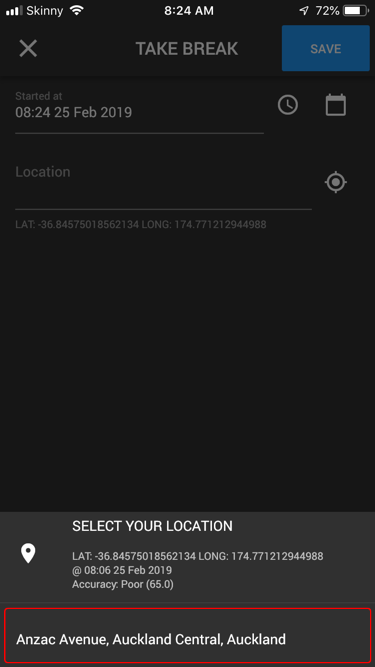 Skinny 8:24 AM 72%
TAKE BREAK SAVE
Started at
08:24 25 Feb 2019
Location
LAT: -36.84575018562134 LONG: 174.771212944988
SELECT YOUR LOCATION
LAT: -36.84575018562134 LONG: 174.771212944988
@ 08:06 25 Feb 2019
Accuracy: Poor (65.0)
Anzac Avenue, Auckland Central, Auckland